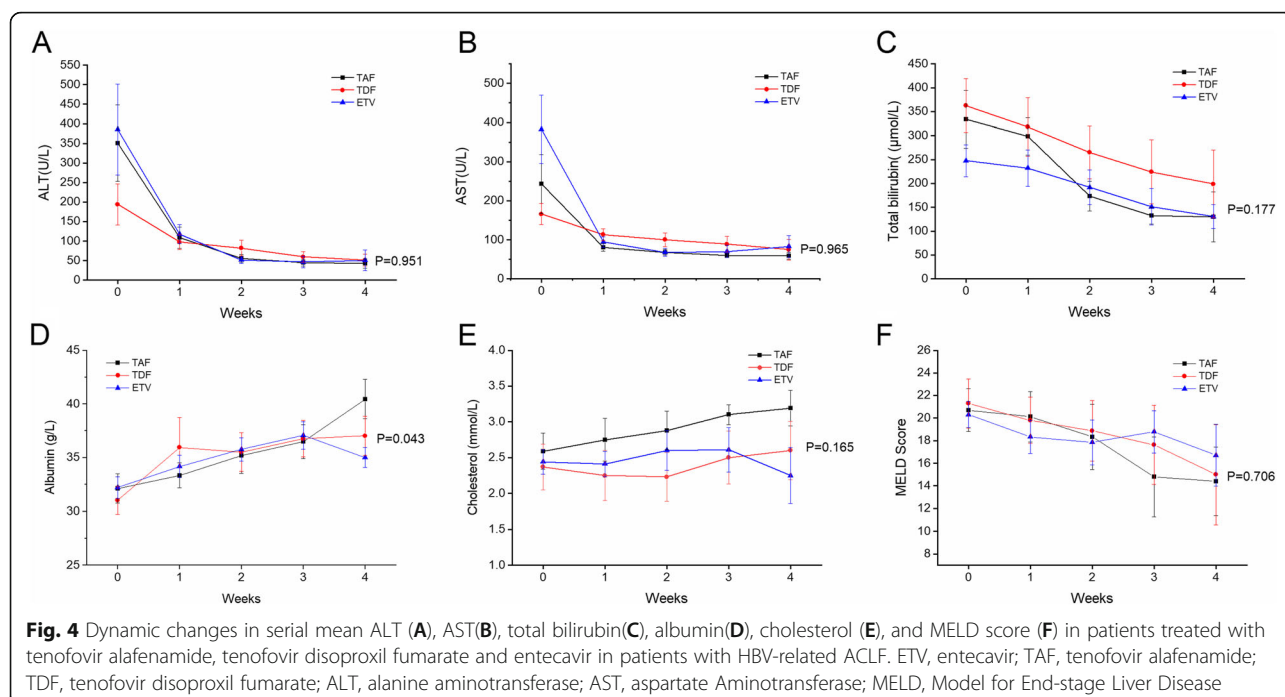 A
TAF
TDF
ETV
550
500
450
400
350
300
250
200
150
100
50
0
ALT(U/L)
P=0.951
0 1 2 3 4
Weeks
B
TAF
TDF
ETV
500
400
300
200
100
0
AST(U/L)
P=0.965
0 1 2 3 4
Weeks
C
TAF
TDF
ETV
450
400
350
300
250
200
150
100
50
0
Total bilirubin( (μmol/L)
P=0.177
0 1 2 3 4
Weeks
D
TAF
TDF
ETV
45
40
35
30
25
Albumin (g/L)
P=0.043
0 1 2 3 4
Weeks
E
TAF
TDF
ETV
4.0
3.5
3.0
2.5
2.0
1.5
1.0
Cholesterol (mmol/L)
P=0.165
0 1 2 3 4
Weeks
F
TAF
TDF
ETV
26
24
22
20
18
16
14
12
10
8
MELD Score
P=0.706
0 1 2 3 4
Weeks
Fig. 4 Dynamic changes in serial mean ALT (A), AST(B), total bilirubin(C), albumin(D), cholesterol (E), and MELD score (F) in patients treated with
tenofovir alafenamide, tenofovir disoproxil fumarate and entecavir in patients with HBV-related ACLF. ETV, entecavir; TAF, tenofovir alafenamide;
TDF, tenofovir disoproxil fumarate; ALT, alanine aminotransferase; AST, aspartate Aminotransferase; MELD, Model for End-stage Liver Disease